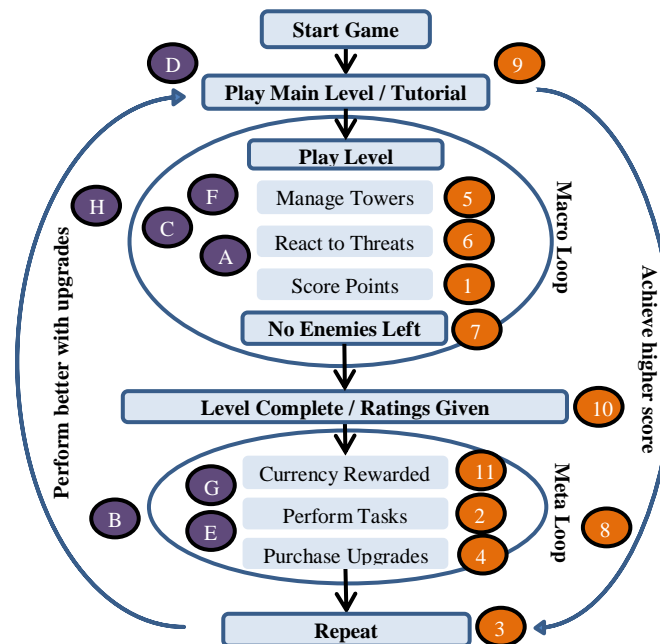 Start Game
D
9
Play Main Level / Tutorial
Play Level
F
Manage Towers
5
H
C
React to Threats
6
A
Score Points
1
Macro Loop
No Enemies Left
7
Perform better with upgrades
Achieve higher score
Level Complete / Ratings Given
10
G
Currency Rewarded
11
B
E
Perform Tasks
2
Meta Loop
8
Purchase Upgrades
4
Repeat
3